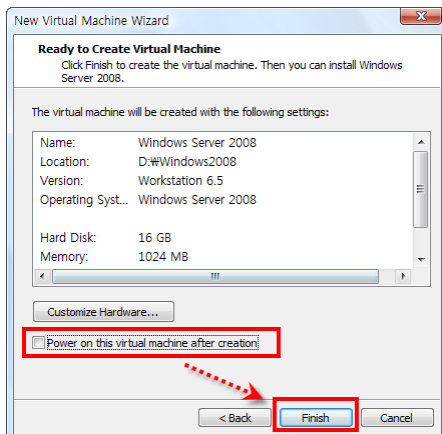 New Virtual Machine Wizard
Ready to Create Virtual Machine
Click Finish to create the virtual machine. Then you can install Windows
Server 2008.
The virtual machine will be created with the following settings:
Name: Windows Server 2008
Location: D:₩Windows2008
Version: Workstation 6.5
Operating Syst... Windows Server 2008
Hard Disk: 16 GB
Memory: 1024 MB
Customize Hardware...
Power on this virtual machine after creation
< Back Finish Cancel